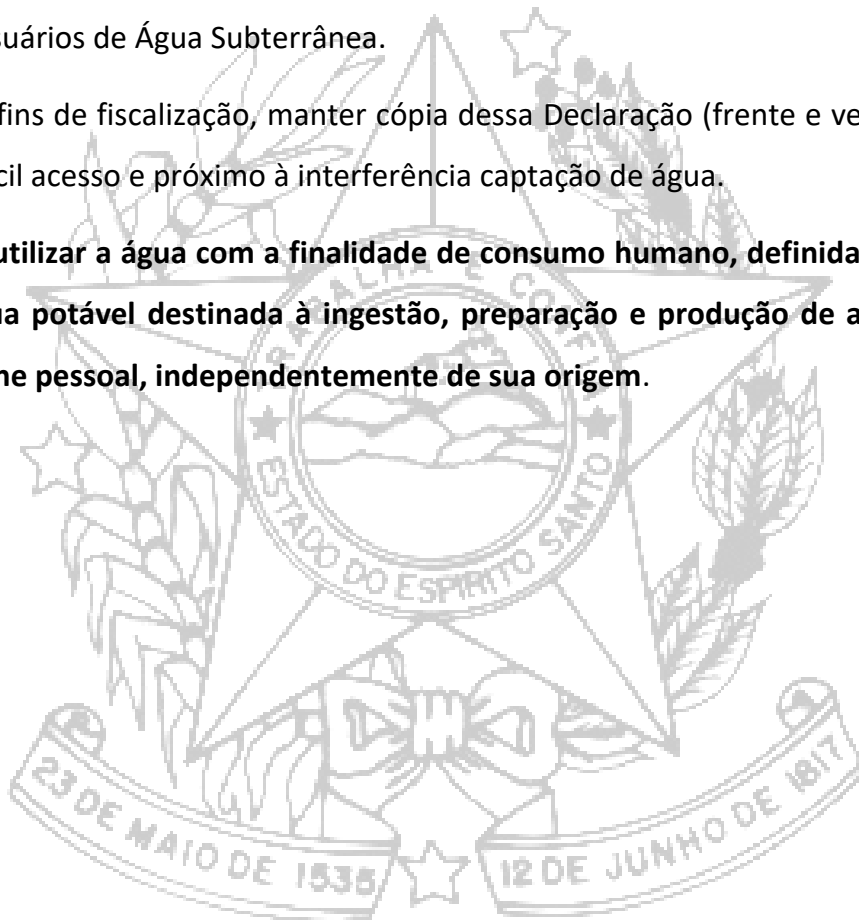 suários de Água Subterrânea.
fins de fiscalização, manter cópia dessa Declaração (frente e ve
cil acesso e próximo à interferência captação de água.
utilizar a água com a finalidade de consumo humano, definida
ua potável destinada à ingestão, preparação e produção de a
ne pessoal, independentemente de sua origem.
TRABALHA E CONFIA
ESTADO DO ESPIRITO SANTO
23 DE MAIO DE 1535
12 DE JUNHO DE 1817